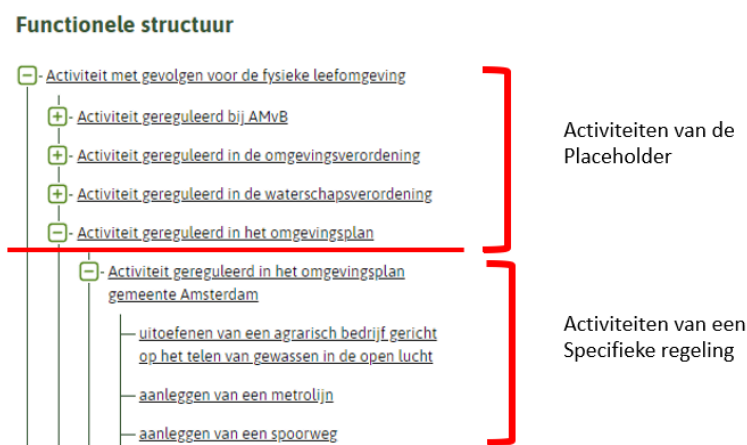 Functionele structuur
Activiteit met gevolgen voor de fysieke leefomgeving
Activiteit gereguleerd bij AMvB
Activiteit gereguleerd in de omgevingsverordening
Activiteit gereguleerd in de waterschapsverordening
Activiteit gereguleerd in het omgevingsplan
Activiteiten van de
Placeholder
Activiteit gereguleerd in het omgevingsplan
gemeente Amsterdam
uitoefenen van een agrarisch bedrijf gericht
op het telen van gewassen in de open lucht
aanleggen van een metrolijn
aanleggen van een spoorweg
Activiteiten van een
Specifieke regeling